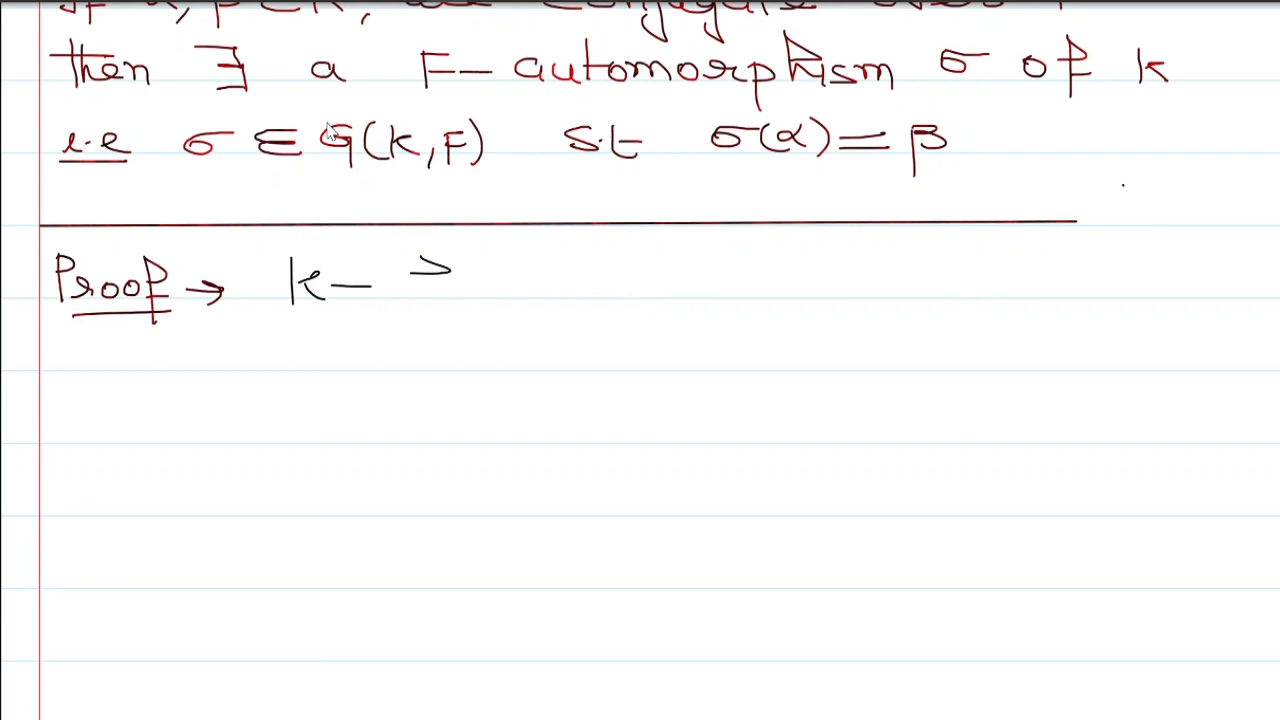 then ∃ a F- automorphism σ of k
i.e σ ∈ G(k,F) s.t σ(α) = β
Proof → k-